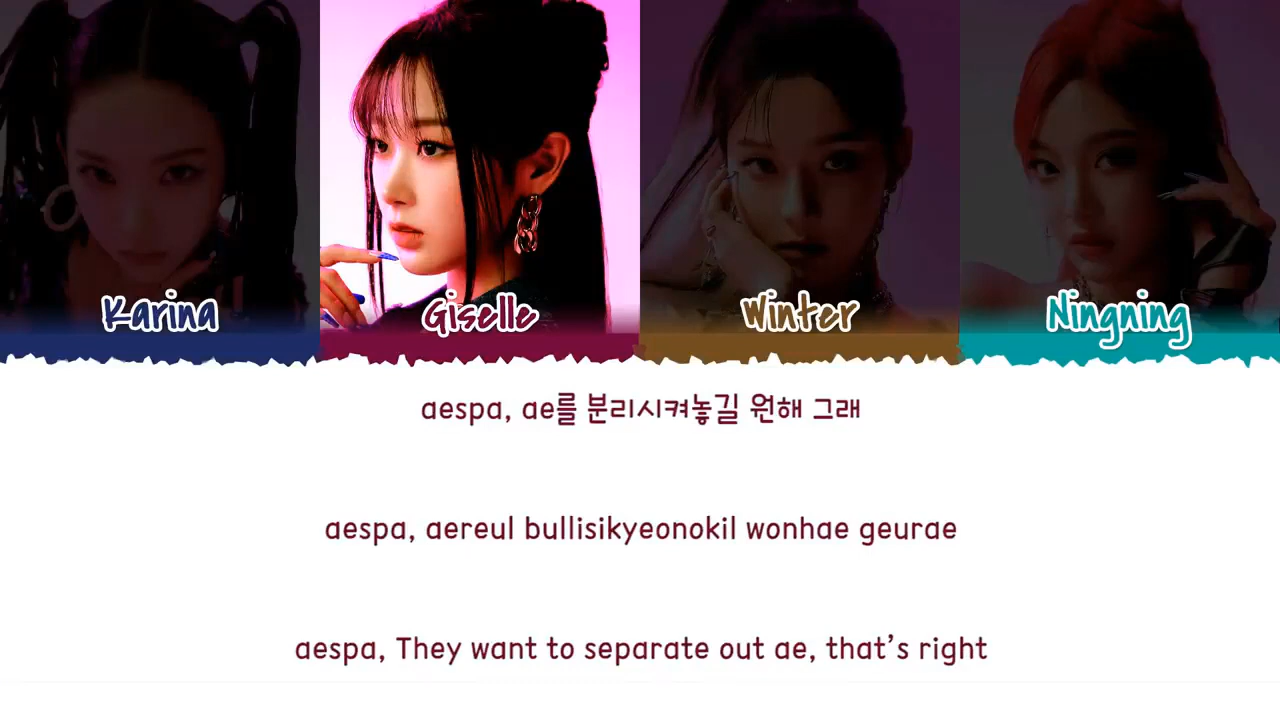 Karina
Giselle
Winter
Ningning
aespa, ae를 분리시켜놓길 원해 그래
aespa, aereul bullisikyeonokil wonhae geurae
aespa, They want to separate out ae, that’s right